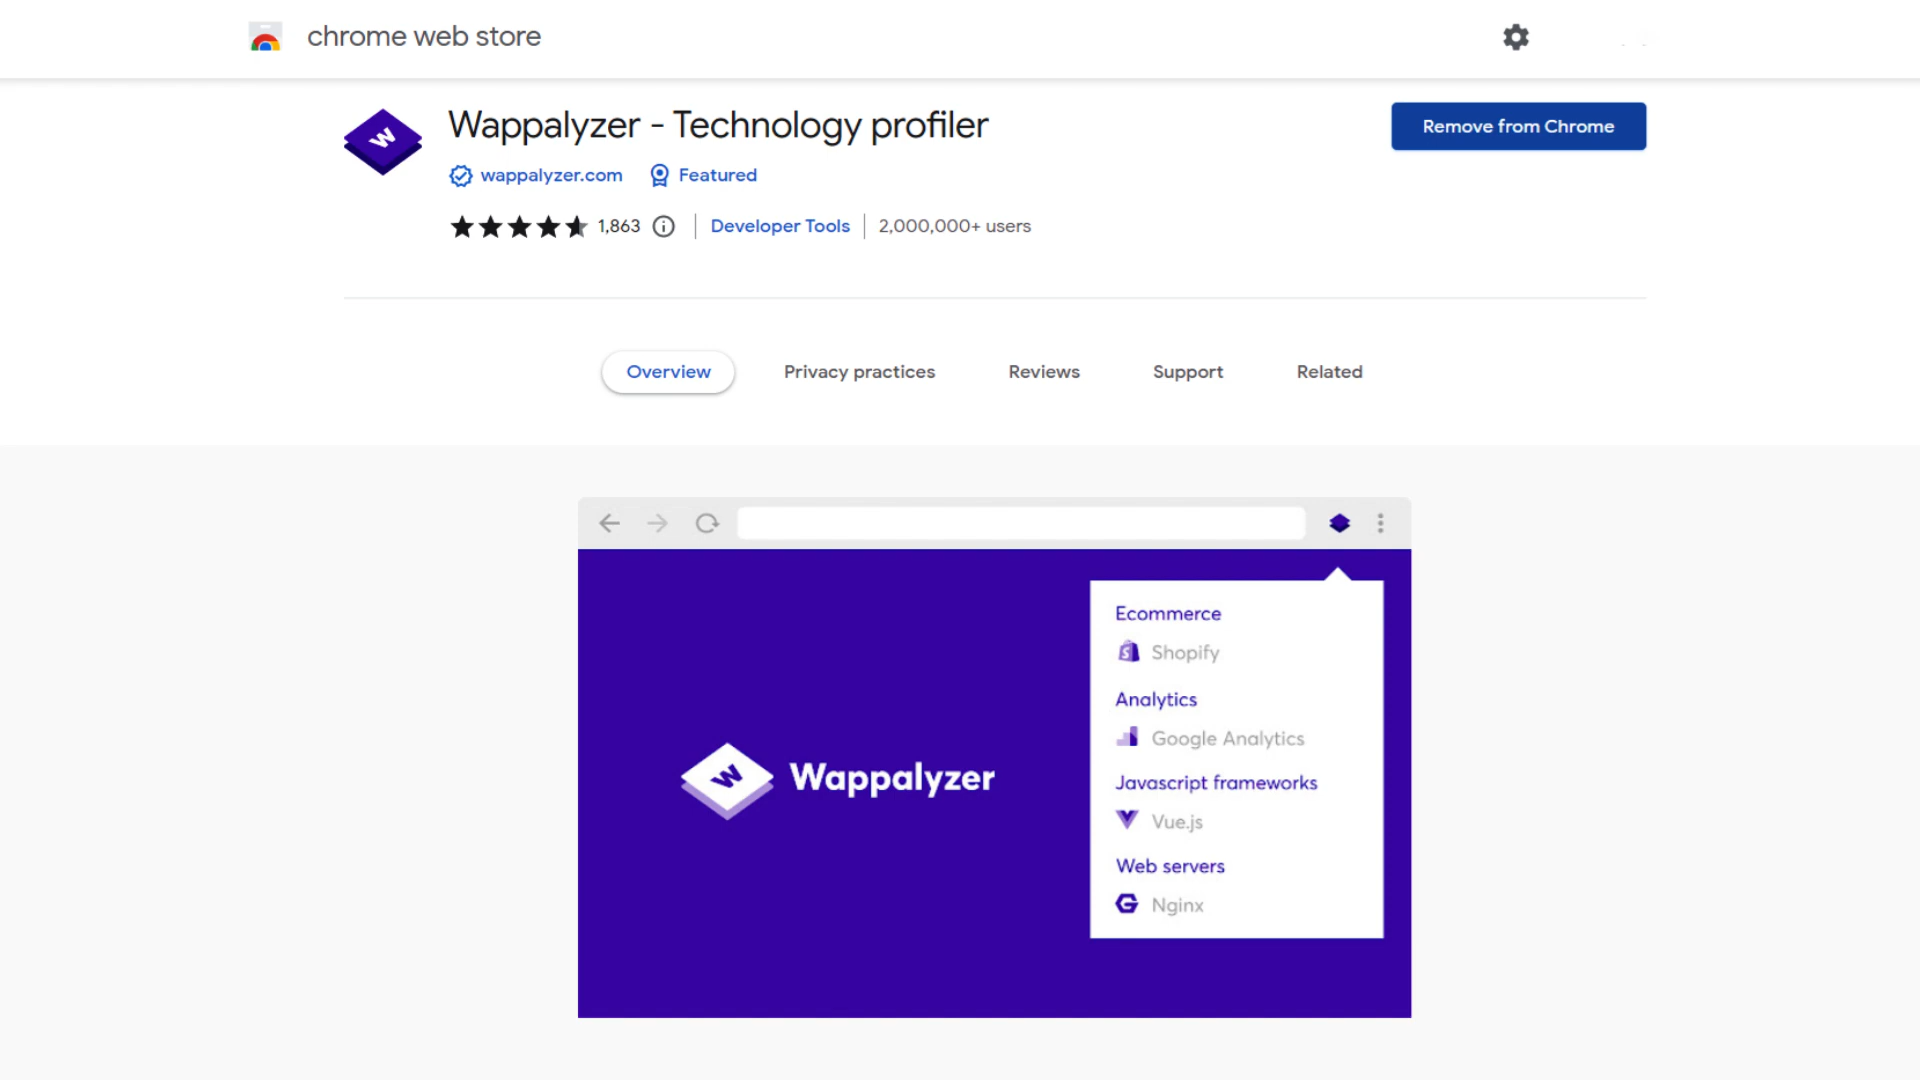 chrome web store
W
Wappalyzer - Technology profiler
Remove from Chrome
wappalyzer.com
Featured
1,863
Developer Tools
2,000,000+ users
Overview
Privacy practices
Reviews
Support
Related
Ecommerce
S Shopify
Analytics
Google Analytics
Javascript frameworks
Vue.js
W Wappalyzer
Web servers
G Nginx